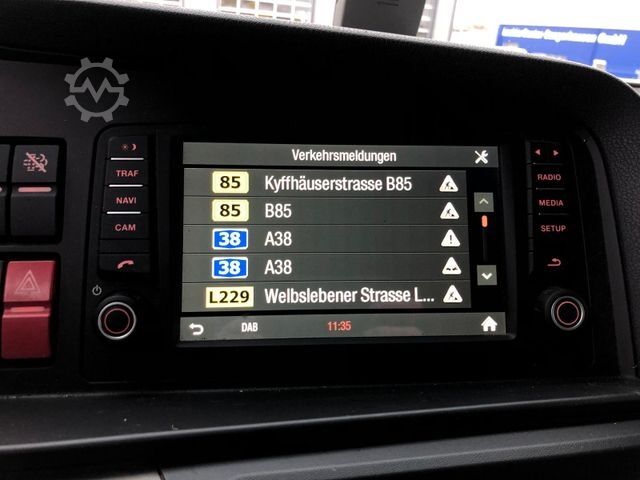 Verkehrsmeldungen
85 Kyffhäuserstrasse B85
85 B85
38 A38
38 A38
L229 Welbslebener Strasse L...
DAB 11:35
TRAF
NAVI
CAM
RADIO
MEDIA
SETUP